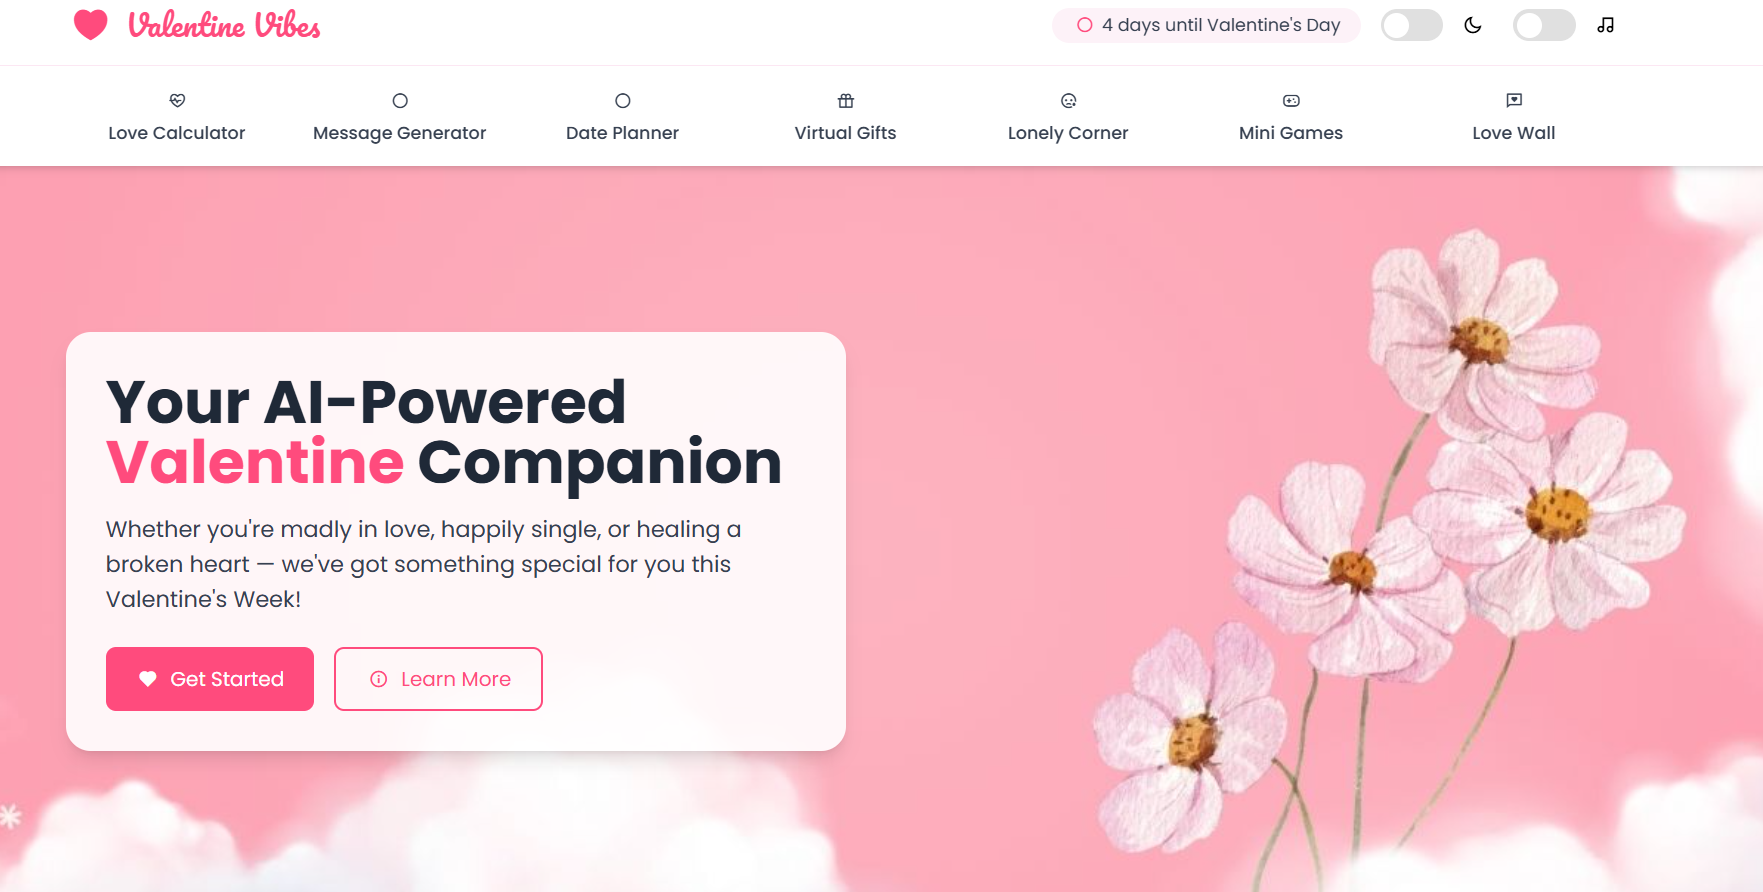 Valentine Vibes
4 days until Valentine's Day
Love Calculator
Message Generator
Date Planner
Virtual Gifts
Lonely Corner
Mini Games
Love Wall
Your AI-Powered
Valentine Companion
Whether you're madly in love, happily single, or healing a
broken heart — we've got something special for you this
Valentine's Week!
Get Started
Learn More